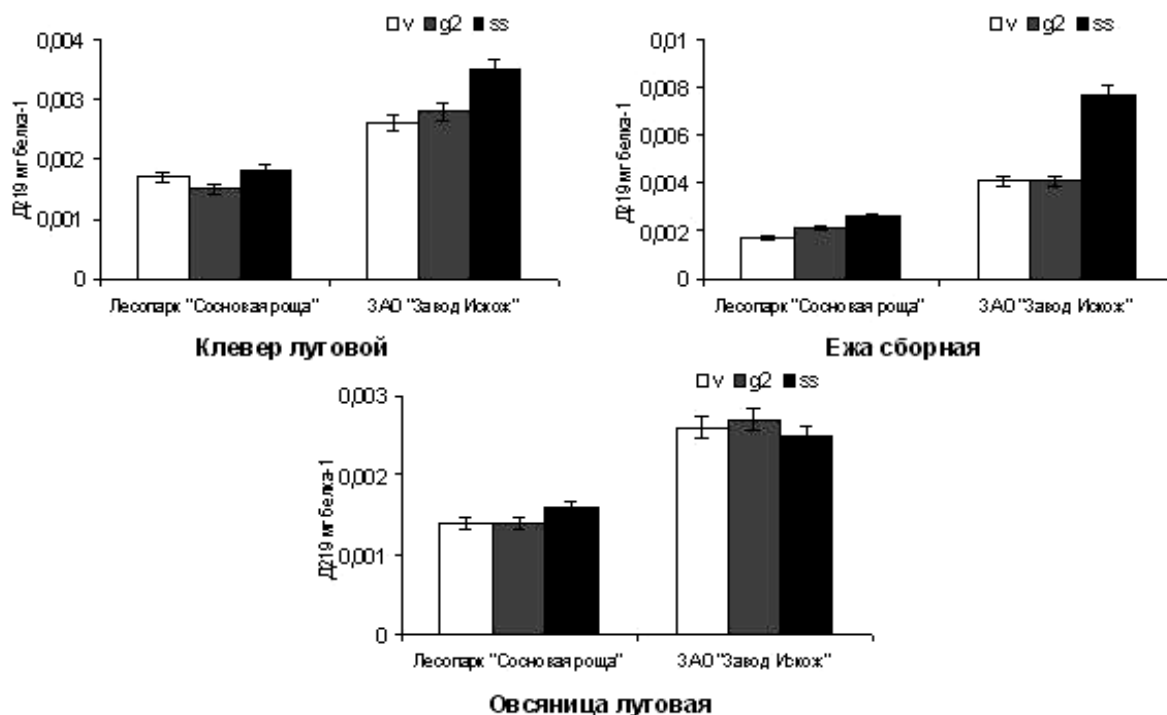 v g2 ss
0,004
0,003
0,002
0,001
0
Д219 мг белка-1
Лесопарк "Сосновая роща" ЗАО "Завод Искож"
Клевер луговой
v g2 ss
0,01
0,008
0,006
0,004
0,002
0
Д219 мг белка-1
Лесопарк "Сосновая роща" ЗАО "Завод Искож"
Ежа сборная
v g2 ss
0,003
0,002
0,001
0
Д219 мг белка-1
Лесопарк "Сосновая роща" ЗАО "Завод Искож"
Овсяница луговая